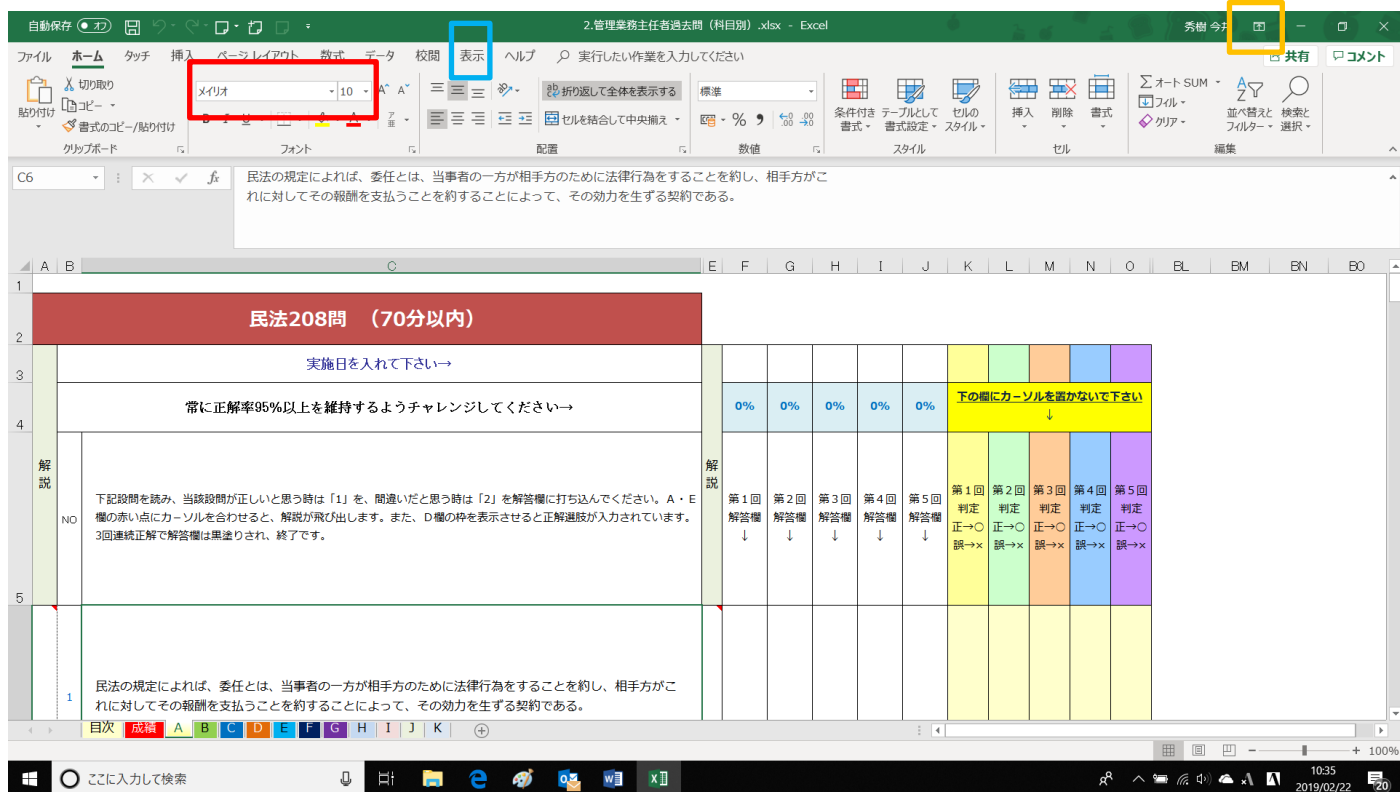 自動保存 オフ
2.管理業務主任者過去問（科目別）.xlsx - Excel
秀樹 今井
ファイル ホーム タッチ 挿入 ページ レイアウト 数式 データ 校閲 表示 ヘルプ 実行したい作業を入力してください
共有 コメント
貼り付け
切り取り
コピー
書式のコピー/貼り付け
クリップボード
メイリオ 10
フォント
折り返して全体を表示する
セルを結合して中央揃え
配置
標準
数値
条件付き書式
テーブルとして書式設定
セルのスタイル
スタイル
挿入 削除 書式
セル
オート SUM
フィル
クリア
並べ替えとフィルター
検索と選択
編集
C6
民法の規定によれば、委任とは、当事者の一方が相手方のために法律行為をすることを約し、相手方がこ
れに対してその報酬を支払うことを約することによって、その効力を生ずる契約である。
A B C E F G H I J K L M N O BL BM BN BO
1
2
民法208問 （70分以内）
3
実施日を入れて下さい→
4
常に正解率95%以上を維持するようチャレンジしてください→
0% 0% 0% 0% 0%
下の欄にカーソルを置かないで下さい
↓
5
解説
NO
下記設問を読み、当該設問が正しいと思う時は「1」を、間違いだと思う時は「2」を解答欄に打ち込んでください。A・E
欄の赤い点にカーソルを合わせると、解説が飛び出します。また、D欄の枠を表示させると正解選肢が入力されています。
3回連続正解で解答欄は黒塗りされ、終了です。
解説
第1回 第2回 第3回 第4回 第5回
解答欄 解答欄 解答欄 解答欄 解答欄
↓ ↓ ↓ ↓ ↓
第1回 第2回 第3回 第4回 第5回
判定 判定 判定 判定 判定
正→○ 正→○ 正→○ 正→○ 正→○
誤→× 誤→× 誤→× 誤→× 誤→×
1
民法の規定によれば、委任とは、当事者の一方が相手方のために法律行為をすることを約し、相手方がこ
れに対してその報酬を支払うことを約することによって、その効力を生ずる契約である。
目次 成績 A B C D E F G H I J K
100%
ここに入力して検索
10:35
2019/02/22
20